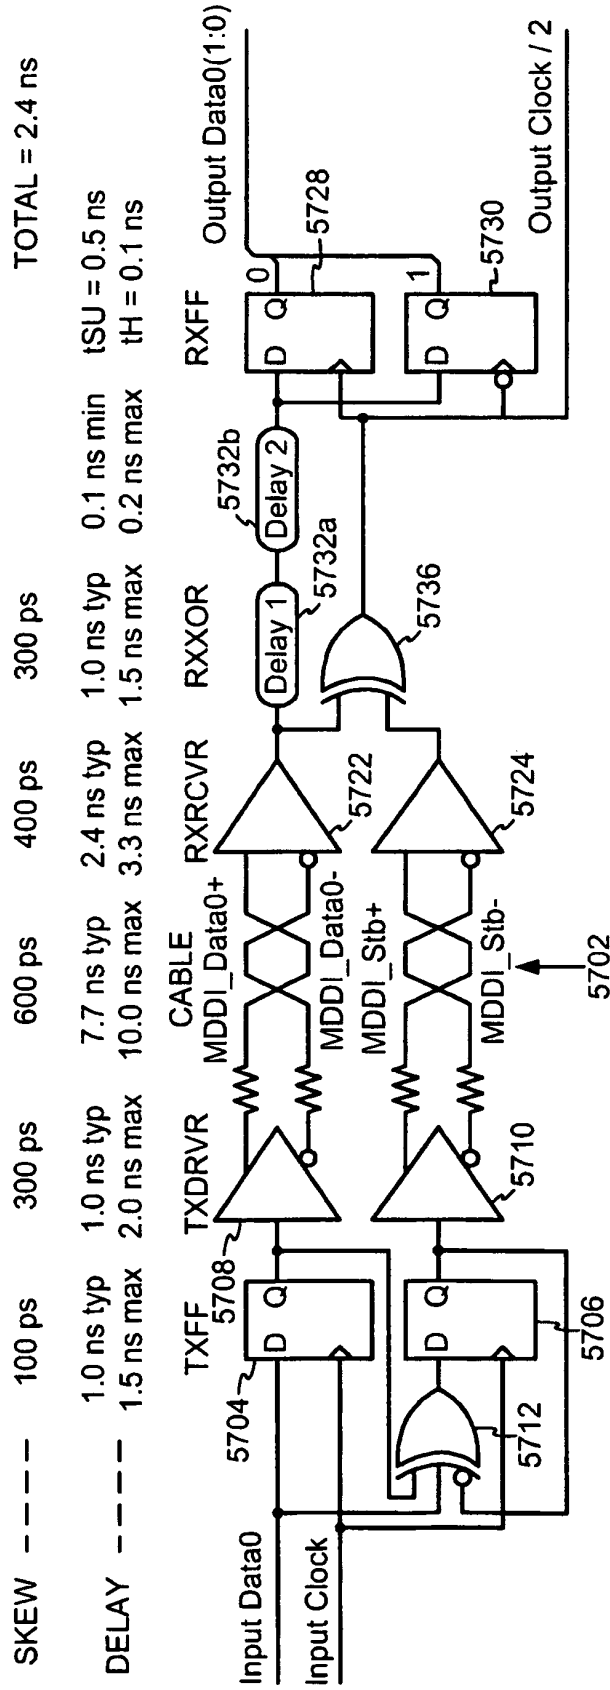 SKEW ---- 100 ps 300 ps 600 ps 400 ps 300 ps TOTAL = 2.4 ns
DELAY ---- 1.0 ns typ 1.0 ns typ 7.7 ns typ 2.4 ns typ 1.0 ns typ 0.1 ns min tSU = 0.5 ns
1.5 ns max 2.0 ns max 10.0 ns max 3.3 ns max 1.5 ns max 0.2 ns max tH = 0.1 ns
TXFF TXDRVR CABLE RXRCVR RXXOR RXFF
MDDI_Data0+
MDDI_Data0-
MDDI_Stb+
MDDI_Stb-
Input Data0
Input Clock
5704
D Q
5708
5712
D Q
5706
5710
5702
5722
5724
Delay 1
5732a
Delay 2
5732b
5736
D Q
0
5728
D Q
1
5730
Output Data0(1:0)
Output Clock / 2